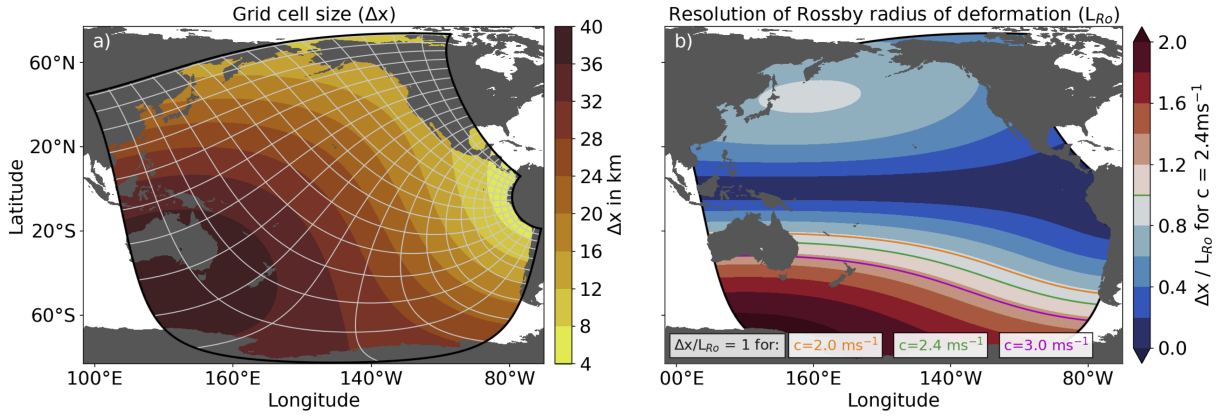 Grid cell size (Δx)
a)
60°N
20°N
20°S
60°S
100°E
160°E
140°W
80°W
Latitude
Longitude
40
36
32
28
24
20
16
12
8
4
Δx in km
Resolution of Rossby radius of deformation (L_Ro)
b)
Δx/L_Ro = 1 for:
c=2.0 ms⁻¹
c=2.4 ms⁻¹
c=3.0 ms⁻¹
00°E
160°E
140°W
80°W
Longitude
2.0
1.6
1.2
0.8
0.4
0.0
Δx / L_Ro for c = 2.4ms⁻¹